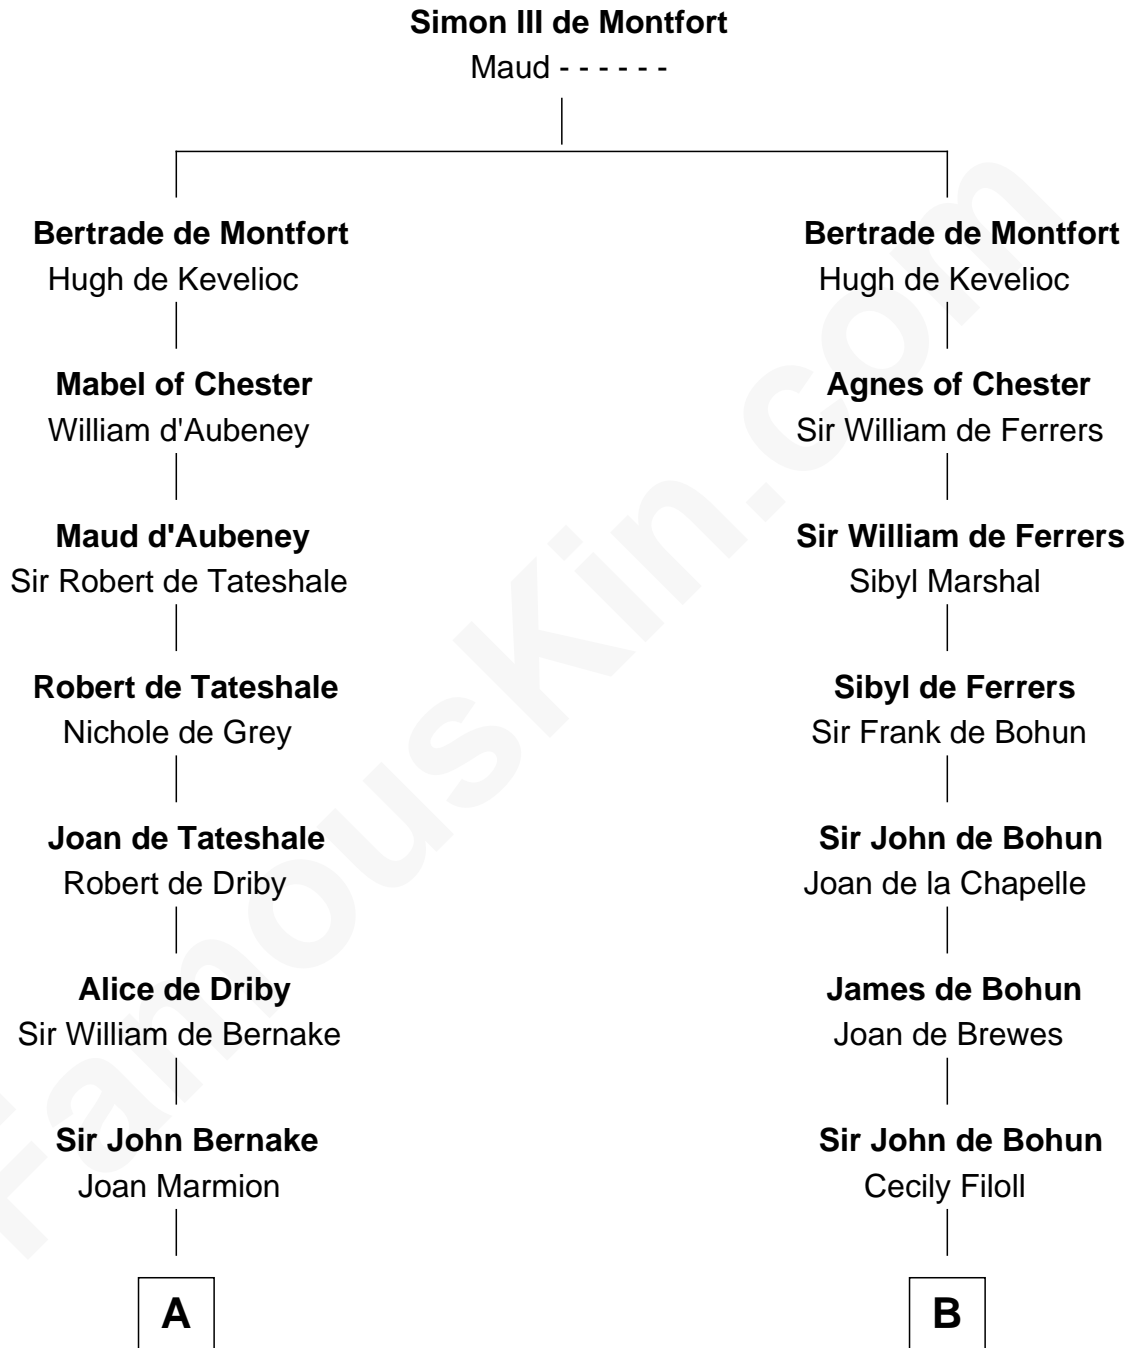 Simon III de Montfort
Maud - - - - - -
Bertrade de Montfort
Hugh de Kevelioc
Mabel of Chester
William d'Aubeney
Maud d'Aubeney
Sir Robert de Tateshale
Robert de Tateshale
Nichole de Grey
Joan de Tateshale
Robert de Driby
Alice de Driby
Sir William de Bernake
Sir John Bernake
Joan Marmion
A
Bertrade de Montfort
Hugh de Kevelioc
Agnes of Chester
Sir William de Ferrers
Sir William de Ferrers
Sibyl Marshal
Sibyl de Ferrers
Sir Frank de Bohun
Sir John de Bohun
Joan de la Chapelle
James de Bohun
Joan de Brewes
Sir John de Bohun
Cecily Filoll
B
FamousKin.com